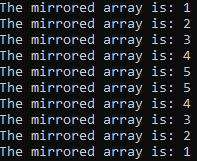 The mirrored array is: 1
The mirrored array is: 2
The mirrored array is: 3
The mirrored array is: 4
The mirrored array is: 5
The mirrored array is: 5
The mirrored array is: 4
The mirrored array is: 3
The mirrored array is: 2
The mirrored array is: 1